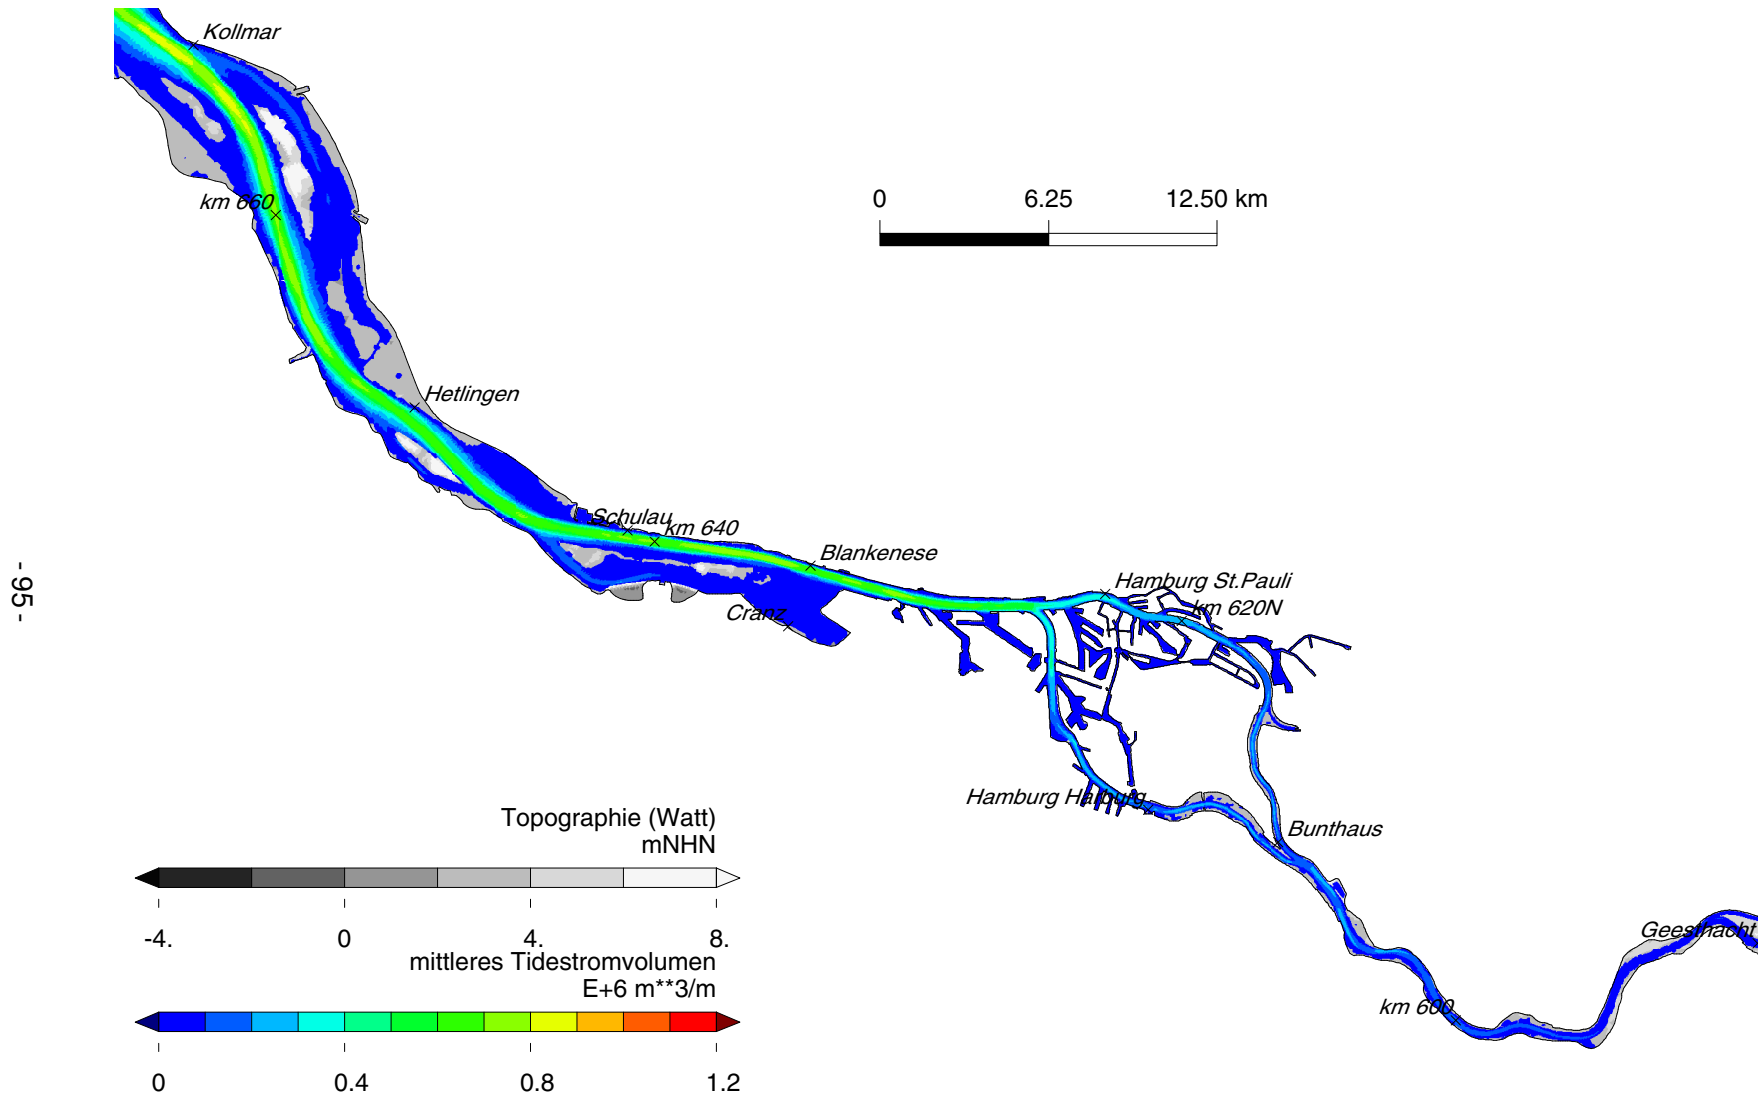 Kollmar
km 660
0 6.25 12.50 km
Hetlingen
Schulau
km 640
Blankenese
Hamburg St.Pauli
km 620N
Cranz
- 95 -
Hamburg Harburg
Bunthaus
Geesthacht
km 600
Topographie (Watt)
mNHN
-4. 0 4. 8.
mittleres Tidestromvolumen
E+6 m**3/m
0 0.4 0.8 1.2